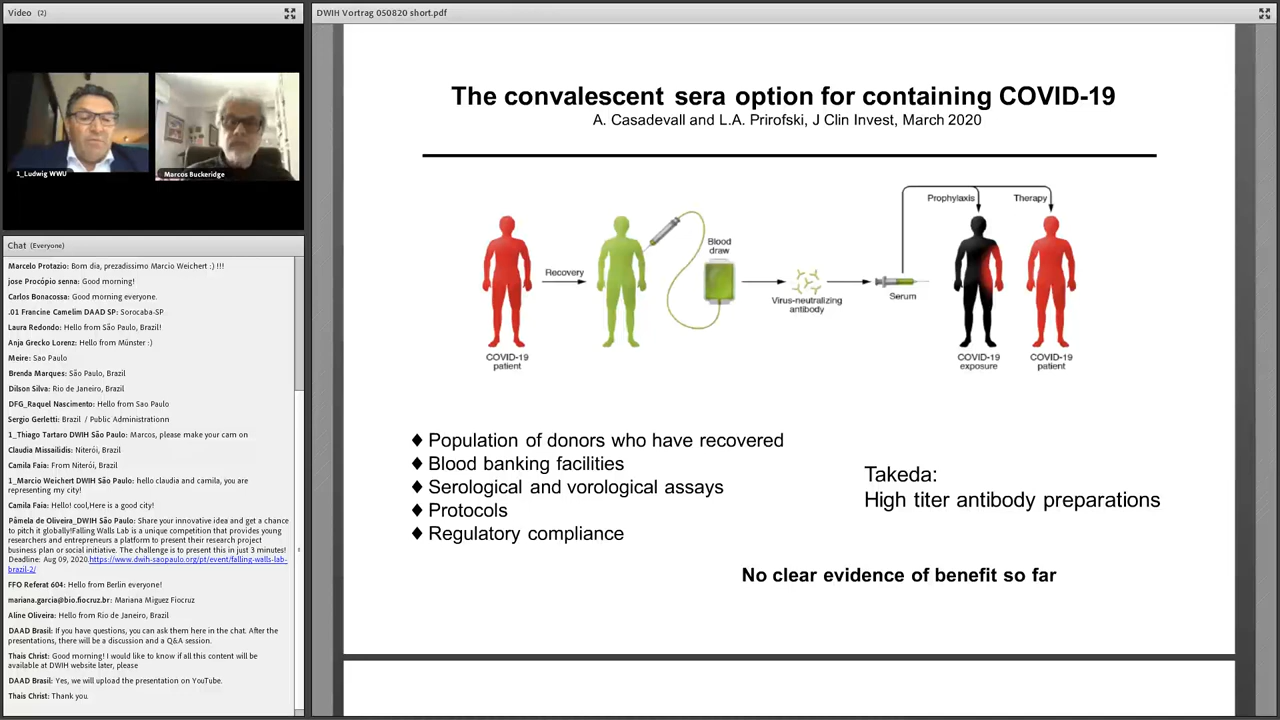 Video (2)
1_Ludwig WWU
Marcos Buckeridge
Chat (Everyone)
Marcelo Protazio: Bom dia, prezadissimo Marcio Weichert :) !!!
jose Procópio senna: Good morning!
Carlos Bonacossa: Good morning everyone.
.01 Francine Camelim DAAD SP: Sorocaba-SP
Laura Redondo: Hello from São Paulo, Brazil!
Anja Grecko Lorenz: Hello from Münster :)
Meire: Sao Paulo
Brenda Marques: São Paulo, Brazil
Dilson Silva: Rio de Janeiro, Brazil
DFG_Raquel Nascimento: Hello from Sao Paulo
Sergio Gerletti: Brazil / Public Administrationn
1_Thiago Tartaro DWIH São Paulo: Marcos, please make your cam on
Claudia Missailidis: Niterói, Brazil
Camila Faia: From Niterói, Brazil
1_Marcio Weichert DWIH São Paulo: hello claudia and camila, you are
representing my city!
Camila Faia: Hello! cool,Here is a good city!
Pâmela de Oliveira_DWIH São Paulo: Share your innovative idea and get a chance
to pitch it globally!Falling Walls Lab is a unique competition that provides young
researchers and entrepreneurs a platform to present their research project
business plan or social initiative. The challenge is to present this in just 3 minutes!
Deadline: Aug 09, 2020.https://www.dwih-saopaulo.org/pt/event/falling-walls-lab-
brazil-2/
FFO Referat 604: Hello from Berlin everyone!
mariana.garcia@bio.fiocruz.br: Mariana Miguez Fiocruz
Aline Oliveira: Hello from Rio de Janeiro, Brazil
DAAD Brasil: If you have questions, you can ask them here in the chat. After the
presentations, there will be a discussion and a Q&A session.
Thais Christ: Good morning! I would like to know if all this content will be
available at DWIH website later, please
DAAD Brasil: Yes, we will upload the presentation on YouTube.
Thais Christ: Thank you.
DWIH Vortrag 050820 short.pdf
The convalescent sera option for containing COVID-19
A. Casadevall and L.A. Prirofski, J Clin Invest, March 2020
Prophylaxis
Therapy
Blood
draw
Recovery
Virus-neutralizing
antibody
Serum
COVID-19
patient
COVID-19
exposure
COVID-19
patient
♦ Population of donors who have recovered
♦ Blood banking facilities
♦ Serological and vorological assays
♦ Protocols
♦ Regulatory compliance
Takeda:
High titer antibody preparations
No clear evidence of benefit so far